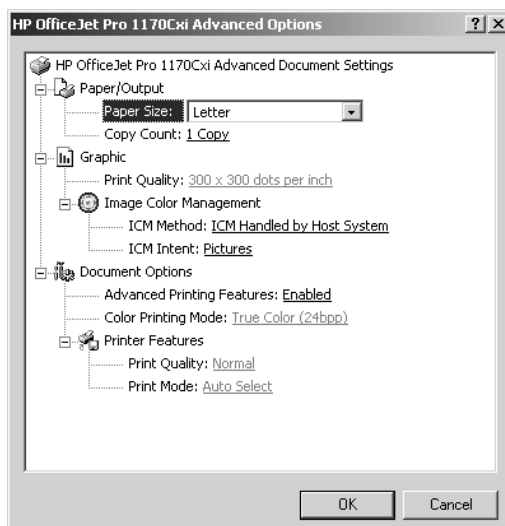 HP OfficeJet Pro 1170Cxi Advanced Options
HP OfficeJet Pro 1170Cxi Advanced Document Settings
Paper/Output
Paper Size: Letter
Copy Count: 1 Copy
Graphic
Print Quality: 300 x 300 dots per inch
Image Color Management
ICM Method: ICM Handled by Host System
ICM Intent: Pictures
Document Options
Advanced Printing Features: Enabled
Color Printing Mode: True Color (24bpp)
Printer Features
Print Quality: Normal
Print Mode: Auto Select
OK Cancel